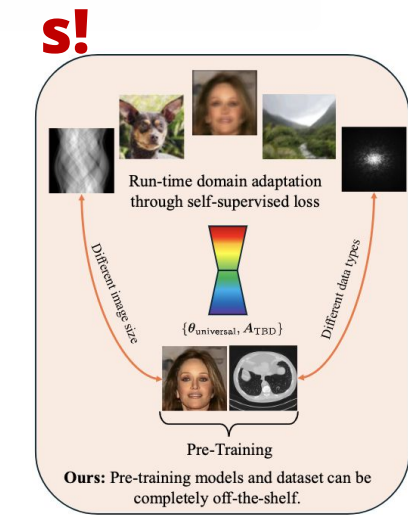 s!
Run-time domain adaptation
through self-supervised loss
Different image size
Different data types
{θuniversal, ATBD}
Pre-Training
Ours: Pre-training models and dataset can be
completely off-the-shelf.